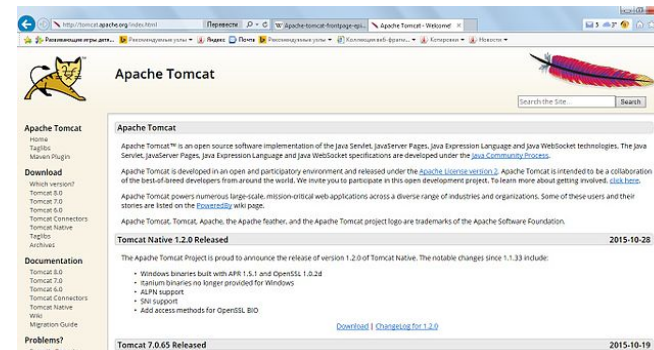 http://tomcat.apache.org/index.html
Перевести
Apache-tomcat-frontpage-epi...
Apache Tomcat - Welcome!
Развивающие игры дети...
Рекомендуемые узлы
Яндекс
Почта
Рекомендуемые узлы
Коллекция веб-фрагм...
Котировки
Новости
Apache Tomcat
Search the Site...
Search
Apache Tomcat
Home
Taglibs
Maven Plugin
Download
Which version?
Tomcat 8.0
Tomcat 7.0
Tomcat 6.0
Tomcat Connectors
Tomcat Native
Taglibs
Archives
Documentation
Tomcat 8.0
Tomcat 7.0
Tomcat 6.0
Tomcat Connectors
Tomcat Native
Wiki
Migration Guide
Problems?
Apache Tomcat
Apache Tomcat™ is an open source software implementation of the Java Servlet, JavaServer Pages, Java Expression Language and Java WebSocket technologies. The Java
Servlet, JavaServer Pages, Java Expression Language and Java WebSocket specifications are developed under the Java Community Process.
Apache Tomcat is developed in an open and participatory environment and released under the Apache License version 2. Apache Tomcat is intended to be a collaboration
of the best-of-breed developers from around the world. We invite you to participate in this open development project. To learn more about getting involved, click here.
Apache Tomcat powers numerous large-scale, mission-critical web applications across a diverse range of industries and organizations. Some of these users and their
stories are listed on the PoweredBy wiki page.
Apache Tomcat, Tomcat, Apache, the Apache feather, and the Apache Tomcat project logo are trademarks of the Apache Software Foundation.
Tomcat Native 1.2.0 Released 2015-10-28
The Apache Tomcat Project is proud to announce the release of version 1.2.0 of Tomcat Native. The notable changes since 1.1.33 include:
• Windows binaries built with APR 1.5.1 and OpenSSL 1.0.2d
• Itanium binaries no longer provided for Windows
• ALPN support
• SNI support
• Add access methods for OpenSSL BIO
Download | ChangeLog for 1.2.0
Tomcat 7.0.65 Released 2015-10-19